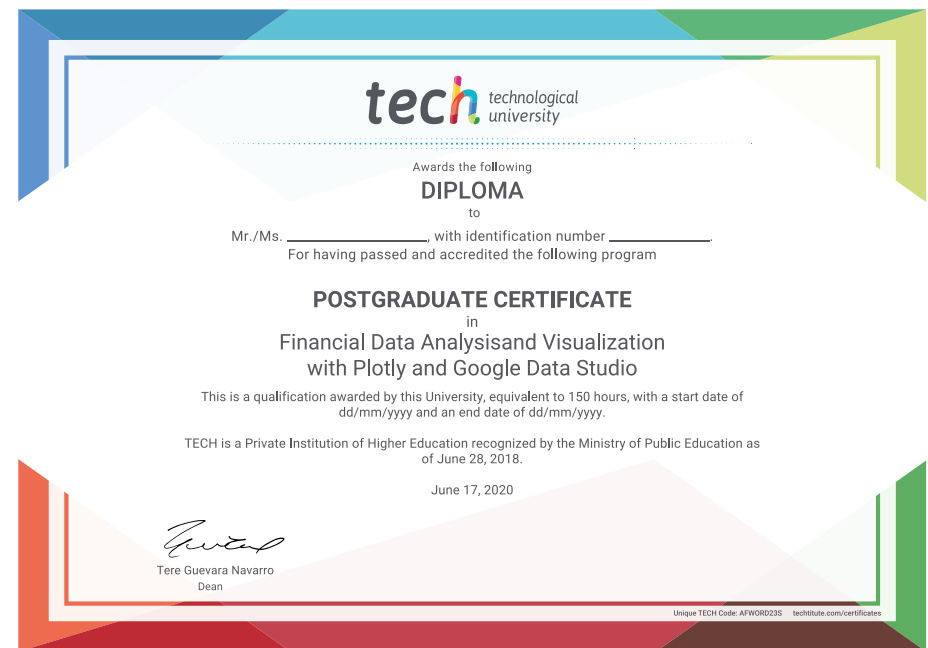 tech technological
university
Awards the following
DIPLOMA
to
Mr./Ms. ____________, with identification number ____________.
For having passed and accredited the following program
POSTGRADUATE CERTIFICATE
in
Financial Data Analysisand Visualization
with Plotly and Google Data Studio
This is a qualification awarded by this University, equivalent to 150 hours, with a start date of
dd/mm/yyyy and an end date of dd/mm/yyyy.
TECH is a Private Institution of Higher Education recognized by the Ministry of Public Education as
of June 28, 2018.
June 17, 2020
Tere Guevara Navarro
Dean
Unique TECH Code: AFWORD23S techtitute.com/certificates